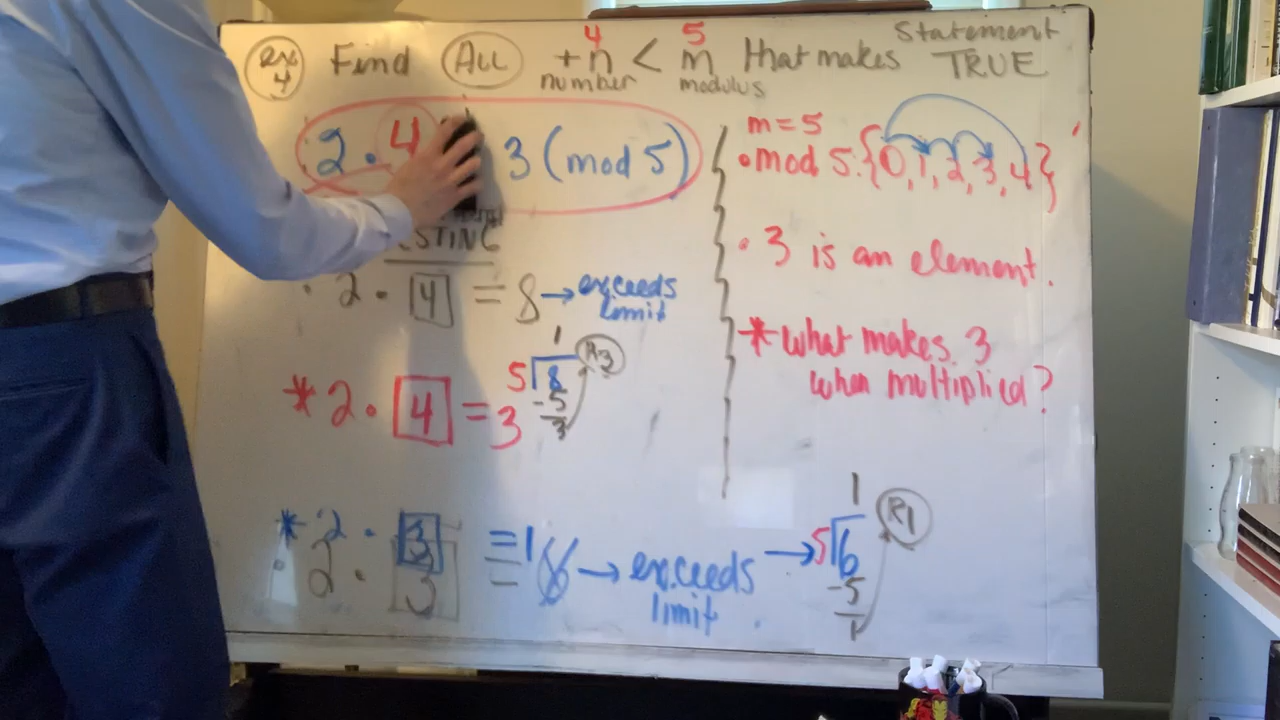 ex 4 Find ALL +n < m that makes Statement TRUE
4 5
number modulus
2 · 4 3 (mod 5)
ESTING
· 2 · 4 = 8 → exceeds limit
* 2 · 4 = 3
1 R3
5 8
-5
3
* 2 · 3 = 1
· 2 · 3 = 6 → exceeds limit. →
1 R1
5 6
-5
1
m = 5
• mod 5: {0, 1, 2, 3, 4}
• 3 is an element.
* What makes 3
when multiplied?